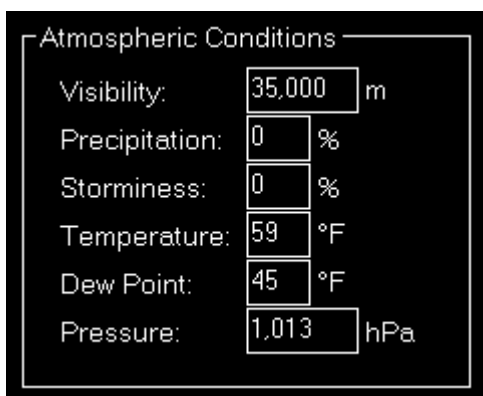 Atmospheric Conditions
Visibility: 35,000 m
Precipitation: 0 %
Storminess: 0 %
Temperature: 59 °F
Dew Point: 45 °F
Pressure: 1,013 hPa